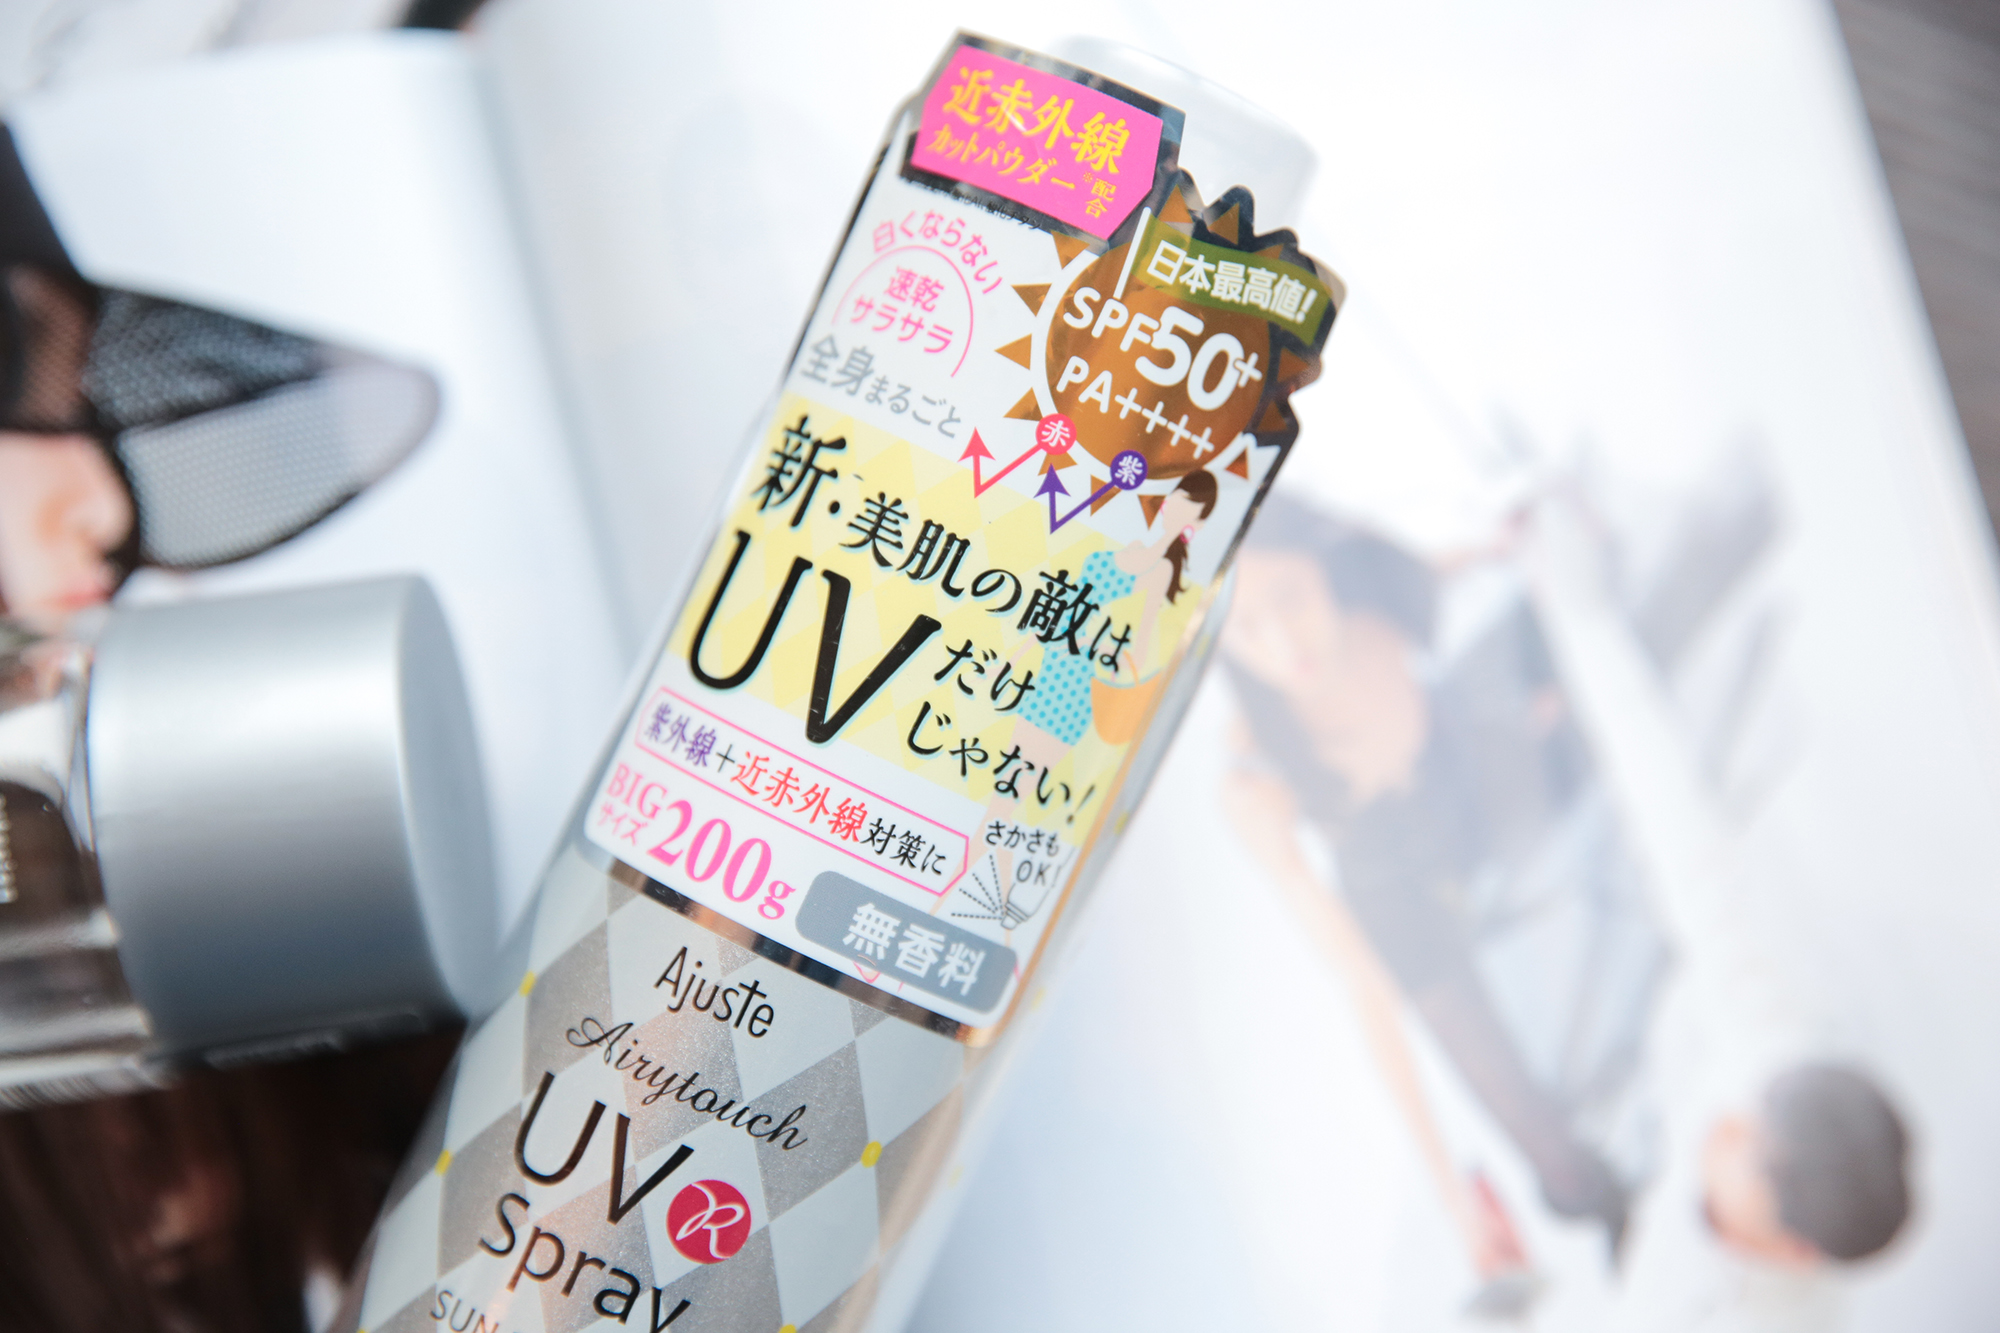 近赤外線
カットパウダー※配合
白くならない
速乾
サラサラ
全身まるごと
日本最高値!
SPF50+
PA++++
赤
紫
新・美肌の敵は
UVだけ
じゃない!
紫外線+近赤外線対策に
BIG
サイズ
200g
さかさも
OK!
無香料
Ajuste
Airytouch
UV R
Spray
SUN